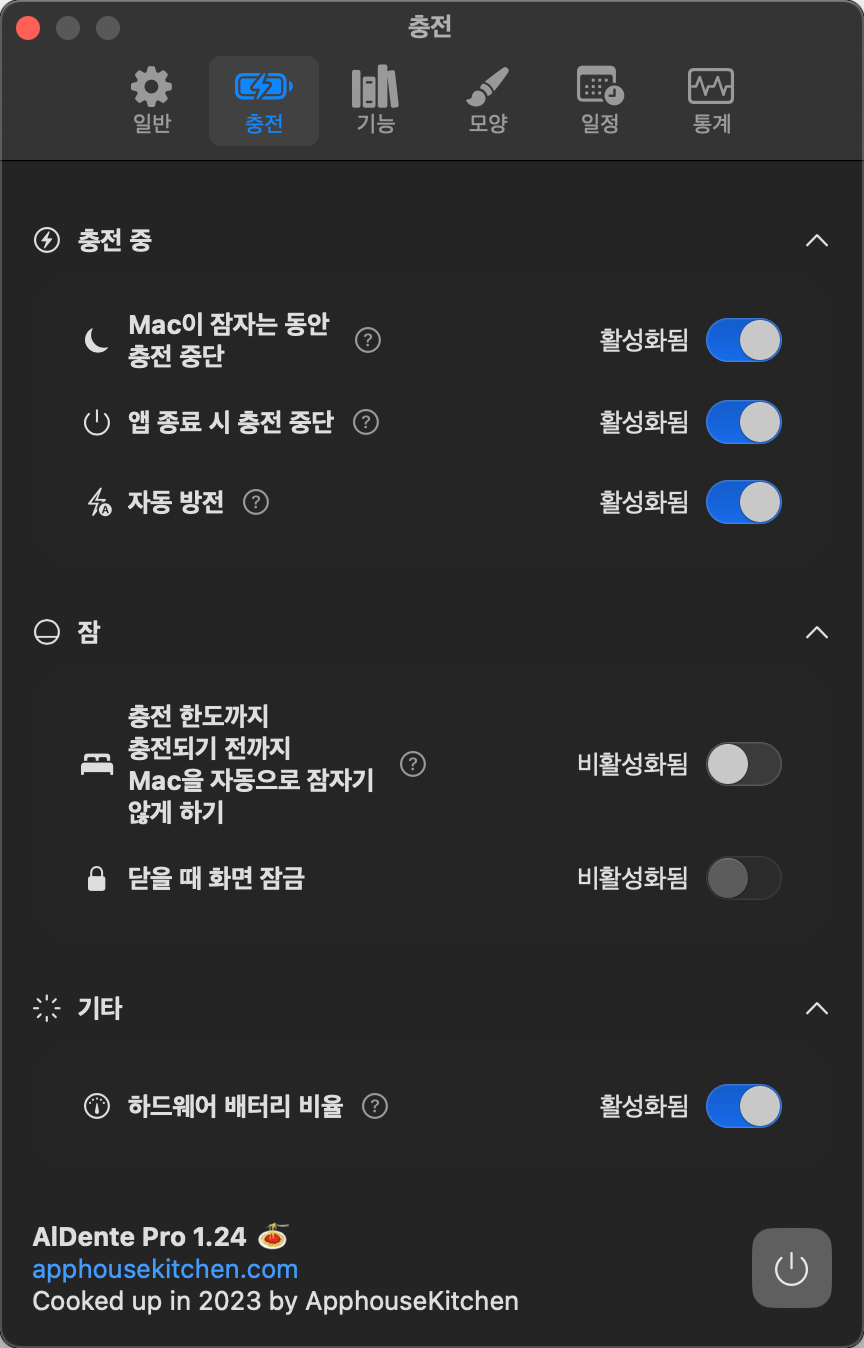 충전
일반
충전
기능
모양
일정
통계
충전 중
Mac이 잠자는 동안
충전 중단
?
활성화됨
앱 종료 시 충전 중단
?
활성화됨
A
자동 방전
?
활성화됨
잠
충전 한도까지
충전되기 전까지
Mac을 자동으로 잠자기
않게 하기
?
비활성화됨
닫을 때 화면 잠금
비활성화됨
기타
하드웨어 배터리 비율
?
활성화됨
AlDente Pro 1.24 🍝
apphousekitchen.com
Cooked up in 2023 by ApphouseKitchen